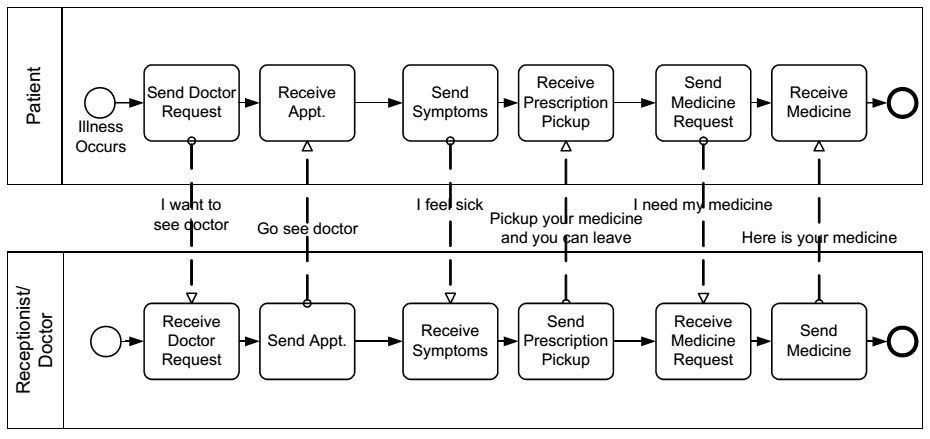 Patient
Illness
Occurs
Send Doctor
Request
Receive
Appt.
Send
Symptoms
Receive
Prescription
Pickup
Send
Medicine
Request
Receive
Medicine
I want to
see doctor
Go see doctor
I feel sick
Pickup your medicine
and you can leave
I need my medicine
Here is your medicine
Receptionist/
Doctor
Receive
Doctor
Request
Send Appt.
Receive
Symptoms
Send
Prescription
Pickup
Receive
Medicine
Request
Send
Medicine